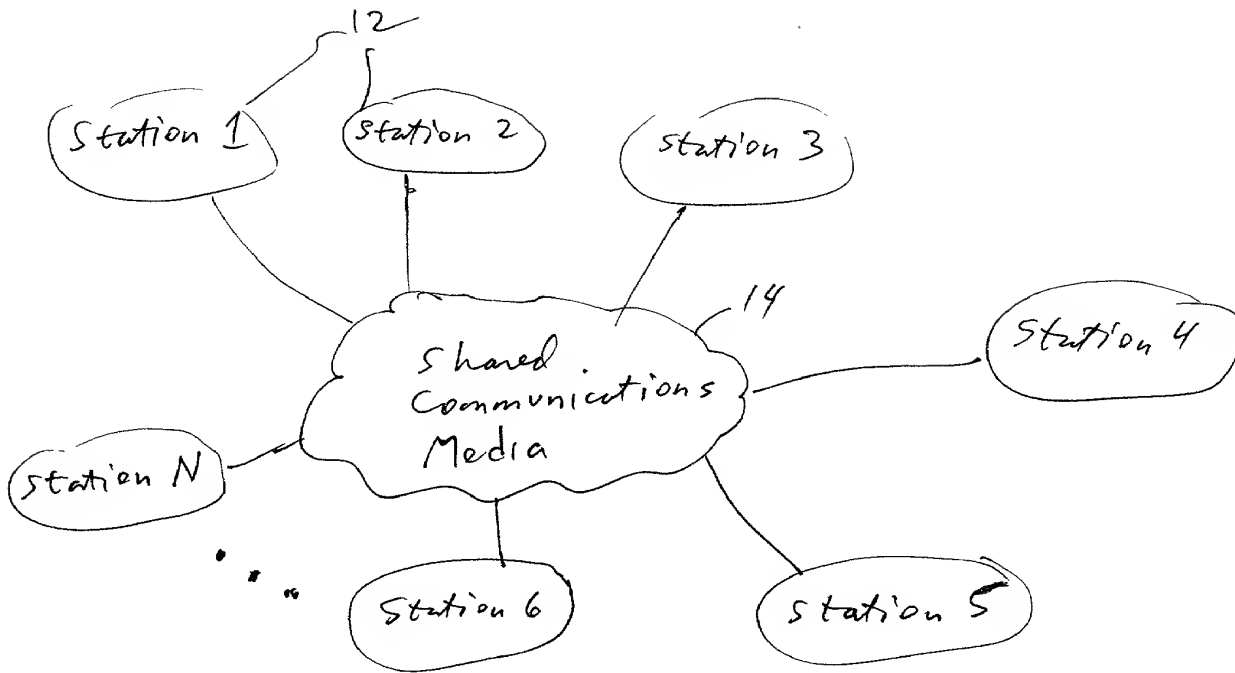 12
Station 1
Station 2
Station 3
14
Shared
Communications
Media
Station 4
Station N
Station 6
Station 5